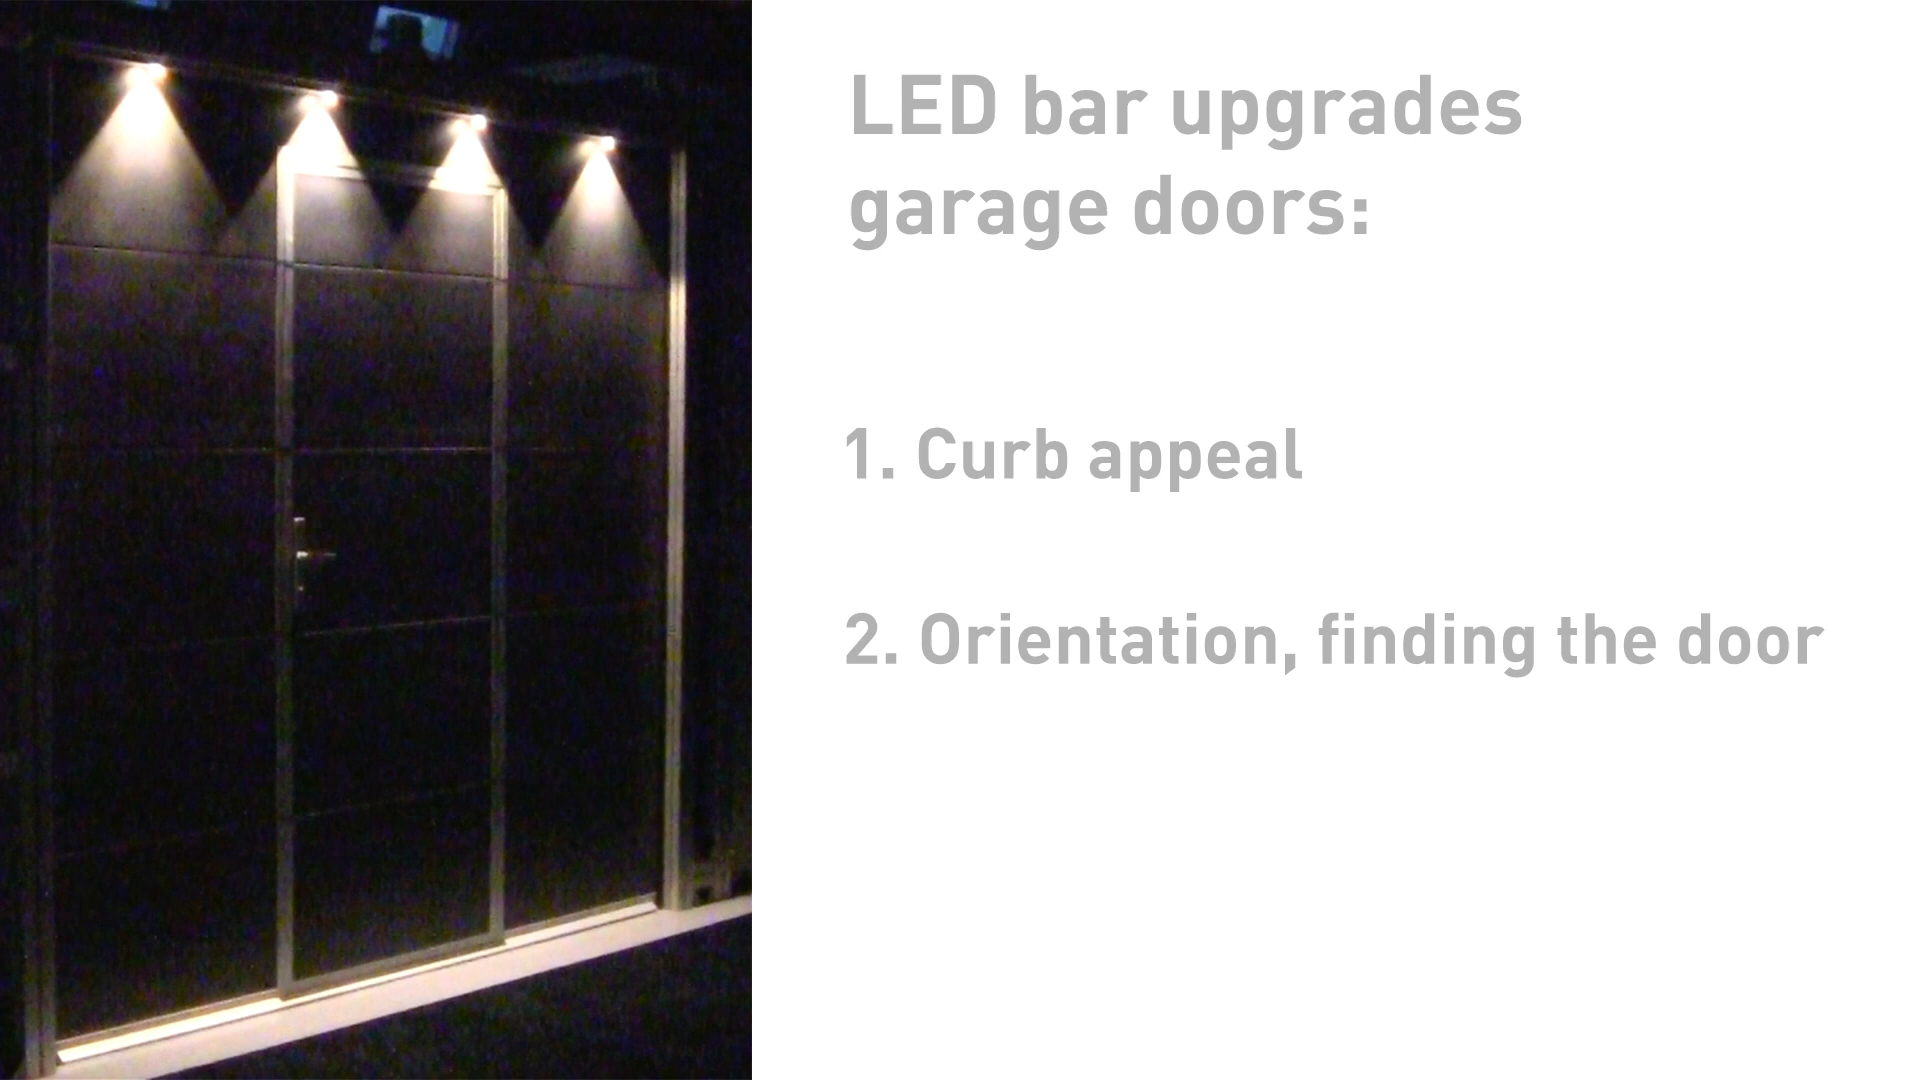 LED bar upgrades
garage doors:
1. Curb appeal
2. Orientation, finding the door